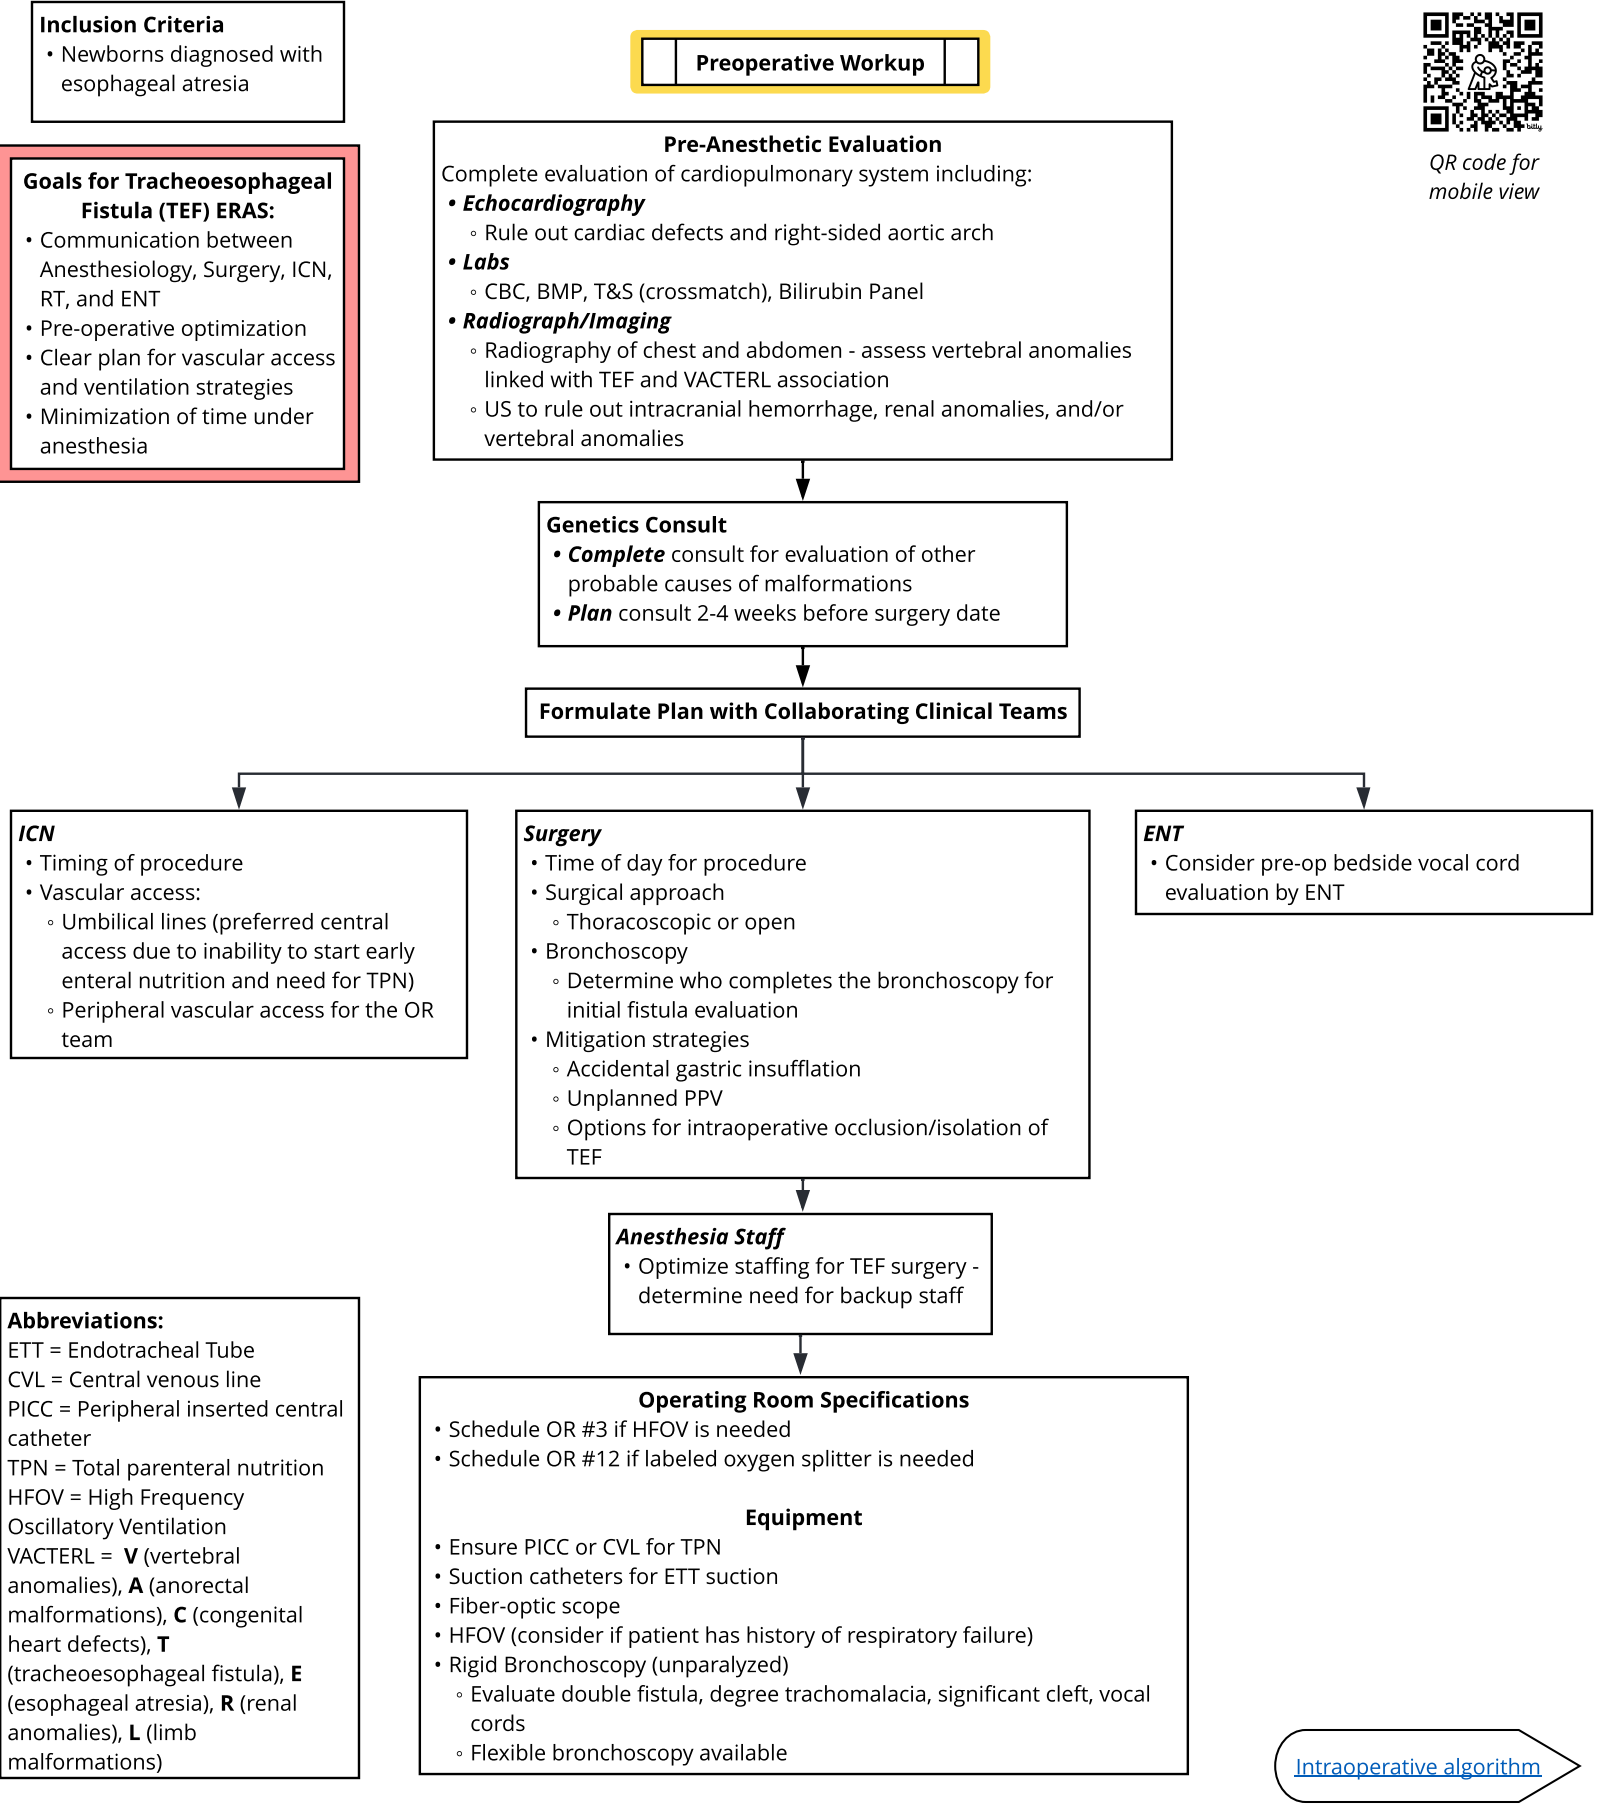 Inclusion Criteria
• Newborns diagnosed with
esophageal atresia
Preoperative Workup
bitly
QR code for
mobile view
Goals for Tracheoesophageal
Fistula (TEF) ERAS:
• Communication between
Anesthesiology, Surgery, ICN,
RT, and ENT
• Pre-operative optimization
• Clear plan for vascular access
and ventilation strategies
• Minimization of time under
anesthesia
Pre-Anesthetic Evaluation
Complete evaluation of cardiopulmonary system including:
• Echocardiography
◦ Rule out cardiac defects and right-sided aortic arch
• Labs
◦ CBC, BMP, T&S (crossmatch), Bilirubin Panel
• Radiograph/Imaging
◦ Radiography of chest and abdomen - assess vertebral anomalies
linked with TEF and VACTERL association
◦ US to rule out intracranial hemorrhage, renal anomalies, and/or
vertebral anomalies
Genetics Consult
• Complete consult for evaluation of other
probable causes of malformations
• Plan consult 2-4 weeks before surgery date
Formulate Plan with Collaborating Clinical Teams
ICN
• Timing of procedure
• Vascular access:
◦ Umbilical lines (preferred central
access due to inability to start early
enteral nutrition and need for TPN)
◦ Peripheral vascular access for the OR
team
Surgery
• Time of day for procedure
• Surgical approach
◦ Thoracoscopic or open
• Bronchoscopy
◦ Determine who completes the bronchoscopy for
initial fistula evaluation
• Mitigation strategies
◦ Accidental gastric insufflation
◦ Unplanned PPV
◦ Options for intraoperative occlusion/isolation of
TEF
ENT
• Consider pre-op bedside vocal cord
evaluation by ENT
Anesthesia Staff
• Optimize staffing for TEF surgery -
determine need for backup staff
Abbreviations:
ETT = Endotracheal Tube
CVL = Central venous line
PICC = Peripheral inserted central
catheter
TPN = Total parenteral nutrition
HFOV = High Frequency
Oscillatory Ventilation
VACTERL = V (vertebral
anomalies), A (anorectal
malformations), C (congenital
heart defects), T
(tracheoesophageal fistula), E
(esophageal atresia), R (renal
anomalies), L (limb
malformations)
Operating Room Specifications
• Schedule OR #3 if HFOV is needed
• Schedule OR #12 if labeled oxygen splitter is needed
Equipment
• Ensure PICC or CVL for TPN
• Suction catheters for ETT suction
• Fiber-optic scope
• HFOV (consider if patient has history of respiratory failure)
• Rigid Bronchoscopy (unparalyzed)
◦ Evaluate double fistula, degree trachomalacia, significant cleft, vocal
cords
◦ Flexible bronchoscopy available
Intraoperative algorithm